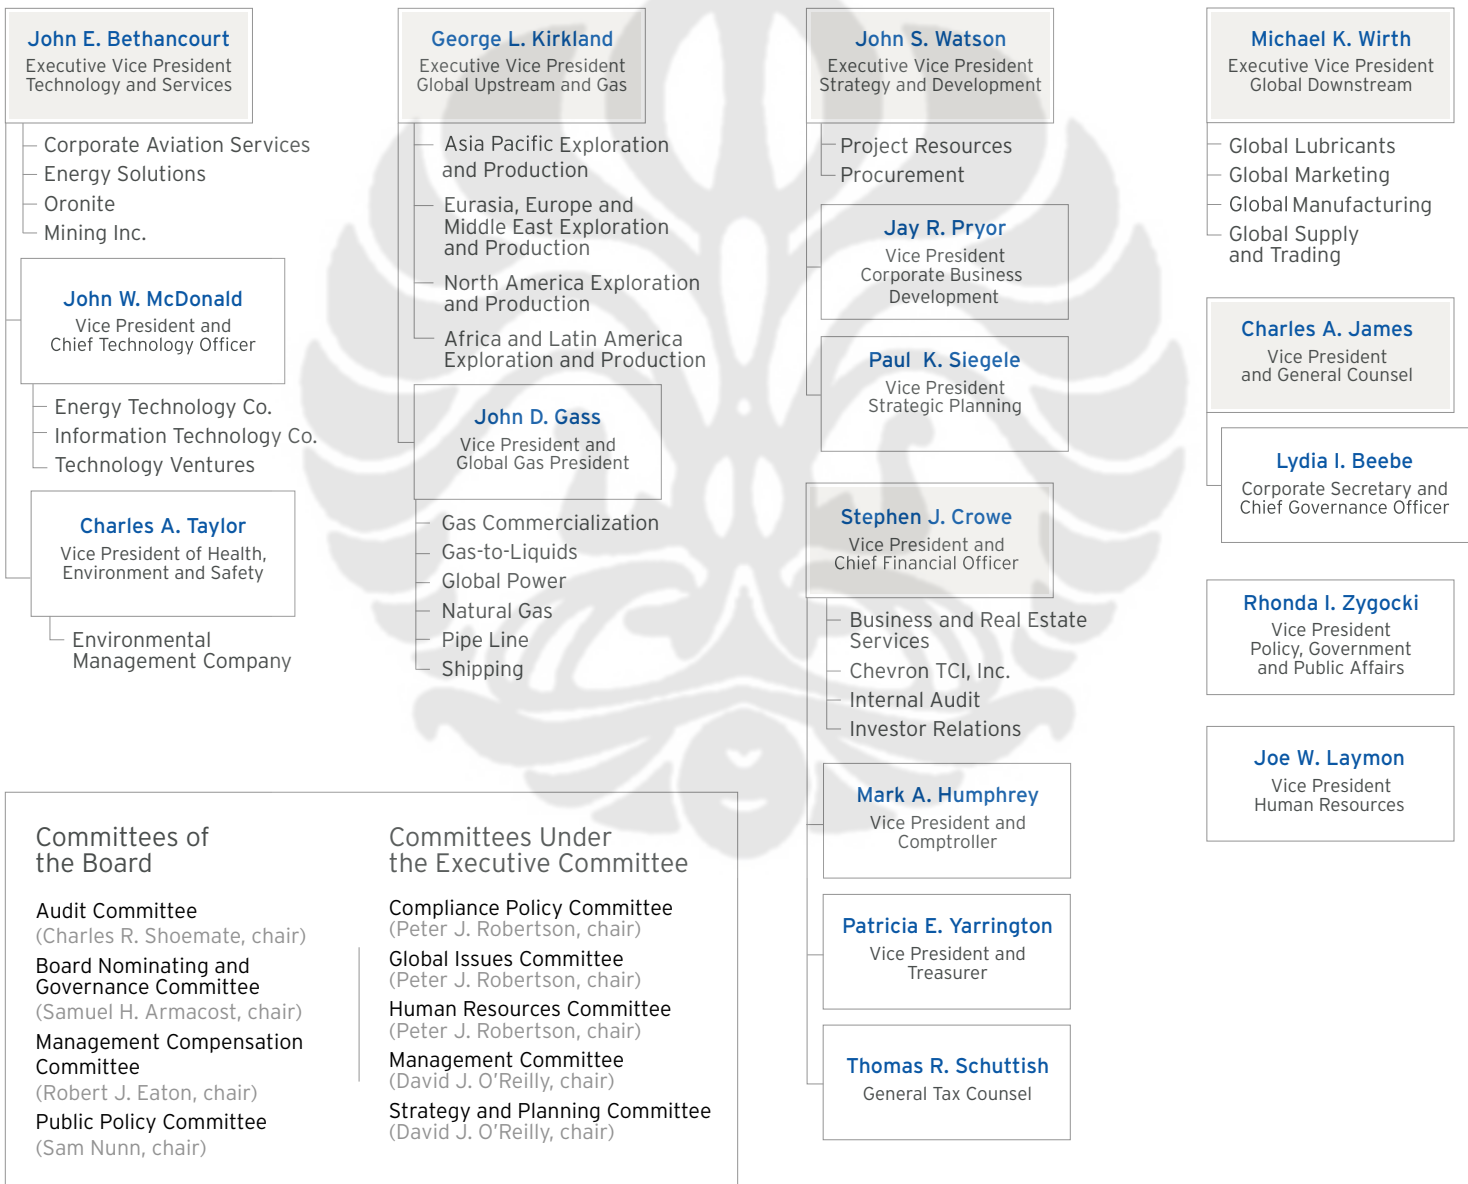 John E. Bethancourt
Executive Vice President
Technology and Services
Corporate Aviation Services
Energy Solutions
Oronite
Mining Inc.
John W. McDonald
Vice President and
Chief Technology Officer
Energy Technology Co.
Information Technology Co.
Technology Ventures
Charles A. Taylor
Vice President of Health,
Environment and Safety
Environmental
Management Company
George L. Kirkland
Executive Vice President
Global Upstream and Gas
Asia Pacific Exploration
and Production
Eurasia, Europe and
Middle East Exploration
and Production
North America Exploration
and Production
Africa and Latin America
Exploration and Production
John D. Gass
Vice President and
Global Gas President
Gas Commercialization
Gas-to-Liquids
Global Power
Natural Gas
Pipe Line
Shipping
John S. Watson
Executive Vice President
Strategy and Development
Project Resources
Procurement
Jay R. Pryor
Vice President
Corporate Business
Development
Paul K. Siegele
Vice President
Strategic Planning
Stephen J. Crowe
Vice President and
Chief Financial Officer
Business and Real Estate
Services
Chevron TCI, Inc.
Internal Audit
Investor Relations
Mark A. Humphrey
Vice President and
Comptroller
Patricia E. Yarrington
Vice President and
Treasurer
Thomas R. Schuttish
General Tax Counsel
Michael K. Wirth
Executive Vice President
Global Downstream
Global Lubricants
Global Marketing
Global Manufacturing
Global Supply
and Trading
Charles A. James
Vice President
and General Counsel
Lydia I. Beebe
Corporate Secretary and
Chief Governance Officer
Rhonda I. Zygocki
Vice President
Policy, Government
and Public Affairs
Joe W. Laymon
Vice President
Human Resources
Committees of
the Board
Audit Committee
(Charles R. Shoemate, chair)
Board Nominating and
Governance Committee
(Samuel H. Armacost, chair)
Management Compensation
Committee
(Robert J. Eaton, chair)
Public Policy Committee
(Sam Nunn, chair)
Committees Under
the Executive Committee
Compliance Policy Committee
(Peter J. Robertson, chair)
Global Issues Committee
(Peter J. Robertson, chair)
Human Resources Committee
(Peter J. Robertson, chair)
Management Committee
(David J. O'Reilly, chair)
Strategy and Planning Committee
(David J. O'Reilly, chair)